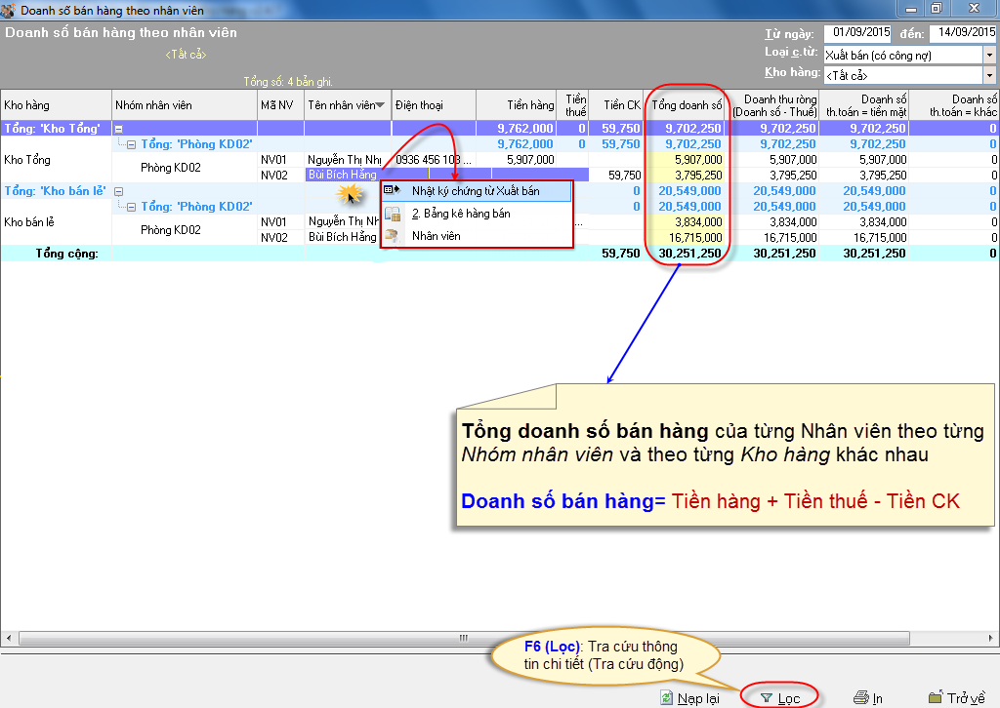 Doanh số bán hàng theo nhân viên
Doanh số bán hàng theo nhân viên
<Tất cả>
Tổng số: 4 bản ghi.
Từ ngày: 01/09/2015 đến: 14/09/2015
Loại c.từ: Xuất bán (có công nợ)
Kho hàng: <Tất cả>
Kho hàng Nhóm nhân viên Mã NV Tên nhân viên Điện thoại Tiền hàng Tiền thuế Tiền CK Tổng doanh số Doanh thu ròng (Doanh số - Thuế) Doanh số th.toán = tiền mặt Doanh số th.toán = khác
Tổng: 'Kho Tổng' 9,762,000 0 59,750 9,702,250 9,702,250 9,702,250 0
Tổng: 'Phòng KD02' 9,762,000 0 59,750 9,702,250 9,702,250 9,702,250 0
Kho Tổng Phòng KD02 NV01 Nguyễn Thị Nhị 0936 456 103 ... 5,907,000 5,907,000 5,907,000 5,907,000 0
NV02 Bùi Bích Hằng 59,750 3,795,250 3,795,250 3,795,250 0
Tổng: 'Kho bán lẻ' 0 20,549,000 20,549,000 20,549,000 0
Tổng: 'Phòng KD02' 0 20,549,000 20,549,000 20,549,000 0
Kho bán lẻ Phòng KD02 NV01 Nguyễn Thị Nh 3,834,000 3,834,000 3,834,000 0
NV02 Bùi Bích Hằng 16,715,000 16,715,000 16,715,000 0
Tổng cộng: 59,750 30,251,250 30,251,250 30,251,250 0
Nhật ký chứng từ Xuất bán
2. Bảng kê hàng bán
Nhân viên
Tổng doanh số bán hàng của từng Nhân viên theo từng
Nhóm nhân viên và theo từng Kho hàng khác nhau
Doanh số bán hàng= Tiền hàng + Tiền thuế - Tiền CK
F6 (Lọc): Tra cứu thông
tin chi tiết (Tra cứu động)
Nạp lại Lọc In Trở về